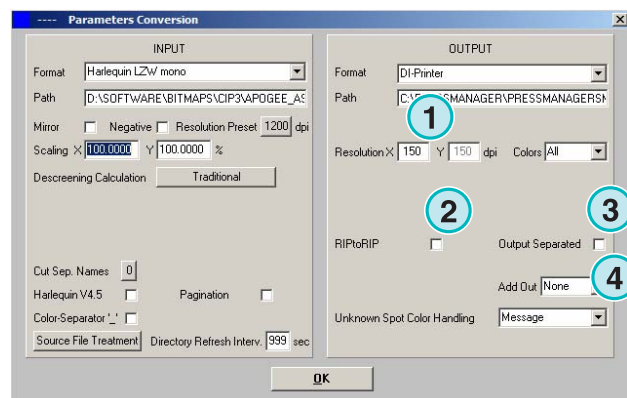 ---- Parameters Conversion
INPUT
Format Harlequin LZW mono
Path D:\SOFTWARE\BITMAPS\CIP3\APOGEE_AS
Mirror Negative Resolution Preset 1200 dpi
Scaling X 100.0000 Y 100.0000 %
Descreening Calculation Traditional
Cut Sep. Names 0
Harlequin V4.5 Pagination
Color-Separator '_'
Source File Treatment Directory Refresh Interv. 999 sec
OUTPUT
Format DI-Printer
Path
1
Resolution X 150 Y 150 dpi Colors All
2
3
RIPtoRIP Output Separated
4
Add Out None
Unknown Spot Color Handling Message
OK